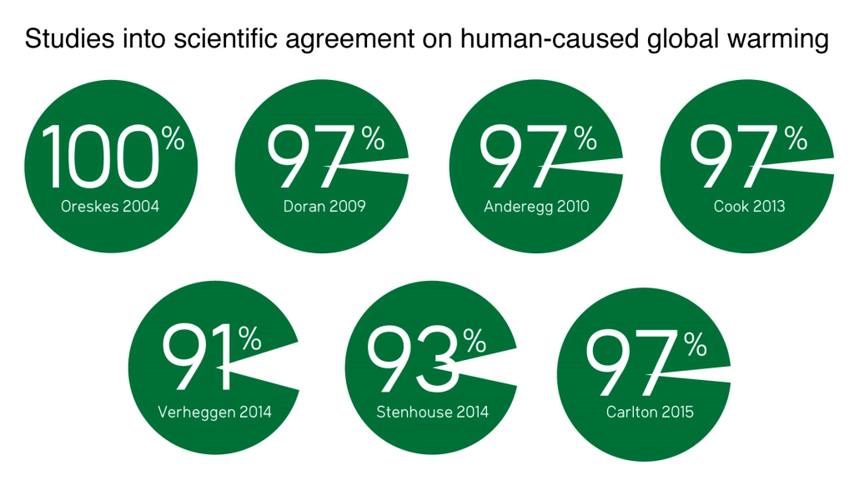 Studies into scientific agreement on human-caused global warming
100%
Oreskes 2004
97%
Doran 2009
97%
Anderegg 2010
97%
Cook 2013
91%
Verheggen 2014
93%
Stenhouse 2014
97%
Carlton 2015